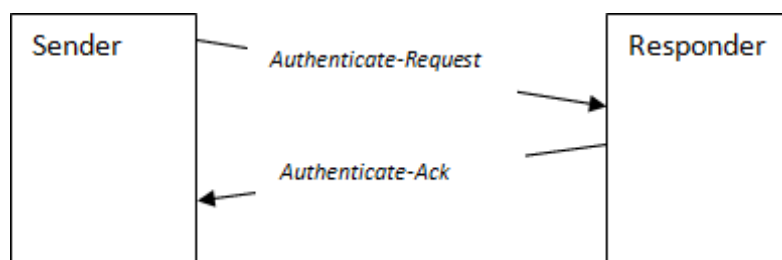 Sender
Responder
Authenticate-Request
Authenticate-Ack